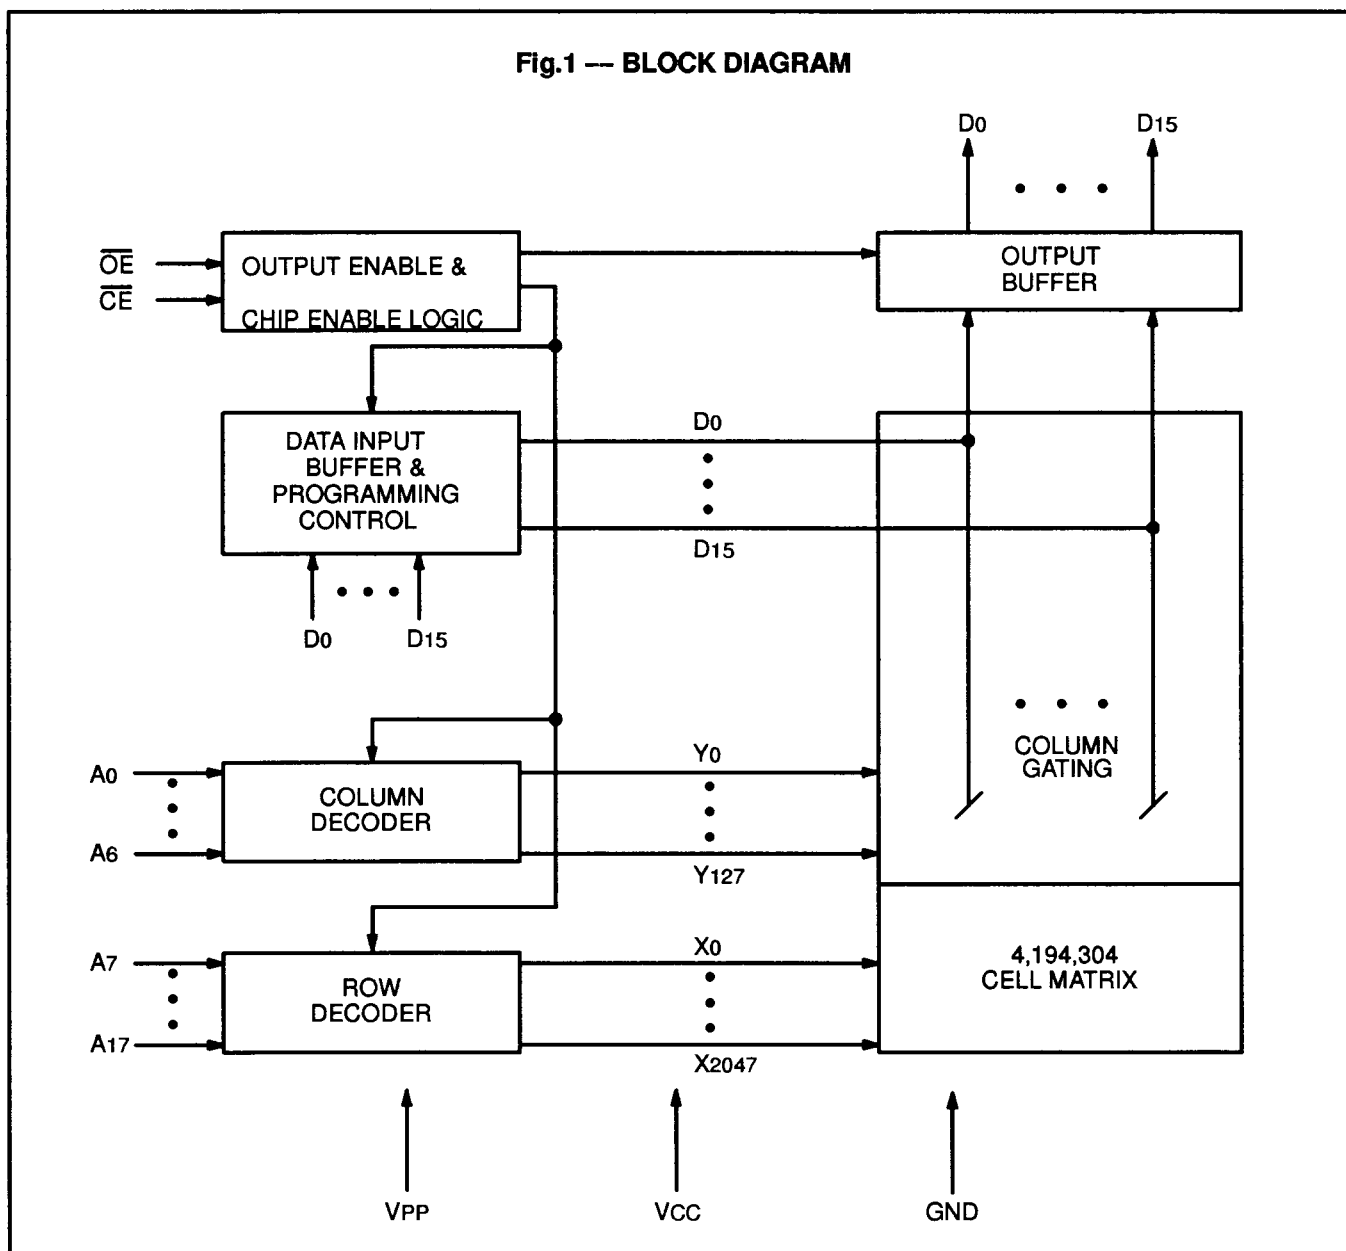 Fig.1 –– BLOCK DIAGRAM
D0 D15
OE
CE
OUTPUT ENABLE &
CHIP ENABLE LOGIC
OUTPUT
BUFFER
DATA INPUT
BUFFER &
PROGRAMMING
CONTROL
D0
D15
D0 D15
COLUMN
GATING
A0
A6
COLUMN
DECODER
Y0
Y127
A7
A17
ROW
DECODER
X0
X2047
4,194,304
CELL MATRIX
VPP VCC GND